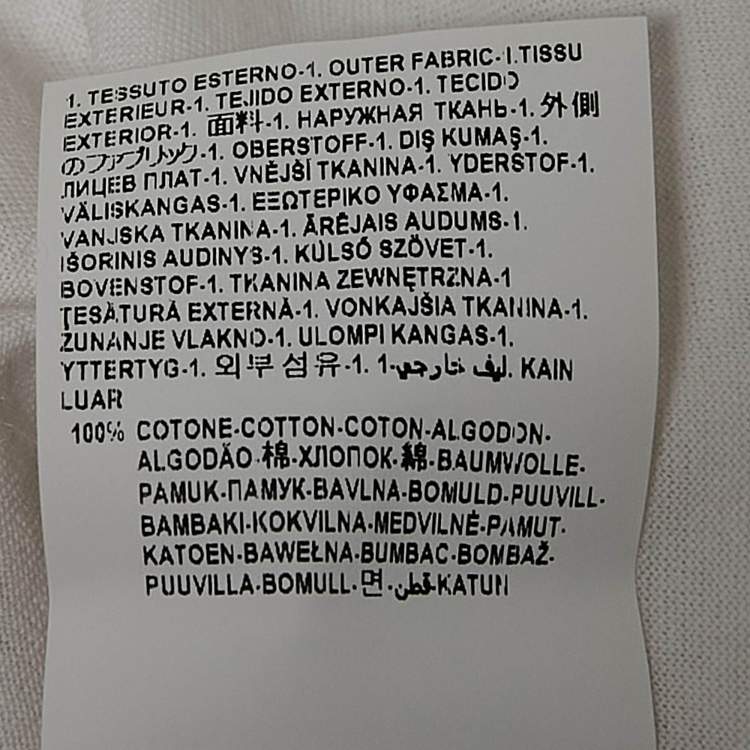 1. TESSUTO ESTERNO-1. OUTER FABRIC-1.TISSU
EXTERIEUR-1. TEJIDO EXTERNO-1. TECIDO
EXTERIOR-1. 面料-1. НАРУЖНАЯ ТКАНЬ-1. 外側
のファブリック-1. OBERSTOFF-1. DIŞ KUMAŞ-1.
ЛИЦЕВ ПЛАТ-1. VNĚJŠÍ TKANINA-1. YDERSTOF-1.
VÄLISKANGAS-1. ΕΞΩΤΕΡΙΚΟ ΥΦΑΣΜΑ-1.
VANJSKA TKANINA-1. ĀRĒJAIS AUDUMS-1.
IŠORINIS AUDINYS-1. KÜLSŐ SZÖVET-1.
BOVENSTOF-1. TKANINA ZEWNĘTRZNA-1
ŢESĂTURĂ EXTERNĂ-1. VONKAJŠIA TKANINA-1.
ZUNANJE VLAKNO-1. ULOMPI KANGAS-1.
YTTERTYG-1. 외부 섬유-1. ليف خارجي-1. KAIN
LUAR
100% COTONE-COTTON-COTON-ALGODON-
ALGODÃO-棉-ХЛОПОК-綿-BAUMWOLLE-
PAMUK-ПАМУК-BAVLNA-BOMULD-PUUVILL-
BAMBAKI-KOKVILNA-MEDVILNĖ-PAMUT-
KATOEN-BAWEŁNA-BUMBAC-BOMBAŽ-
PUUVILLA-BOMULL-면-قطن-KATUN